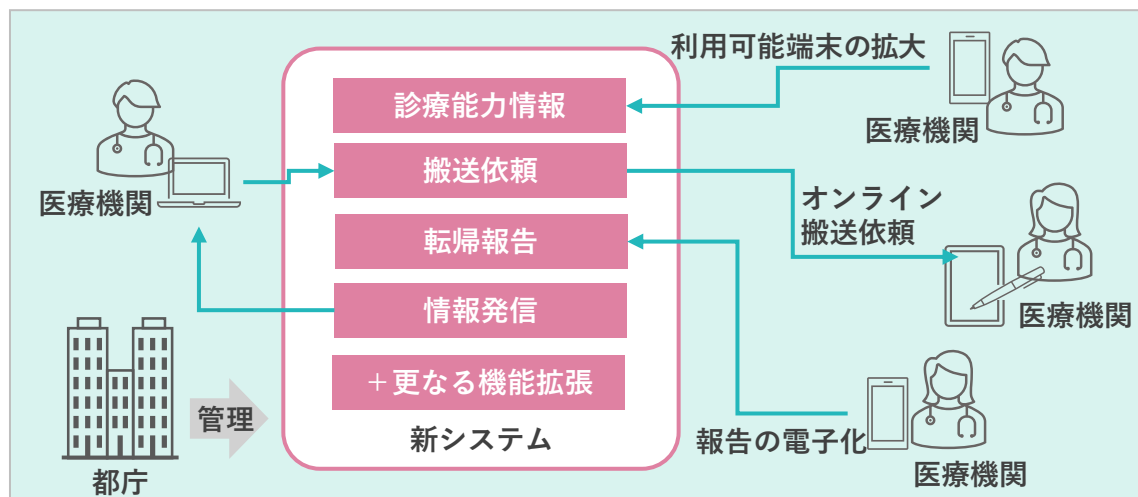 利用可能端末の拡大
診療能力情報
医療機関
搬送依頼
医療機関
オンライン
搬送依頼
転帰報告
情報発信
医療機関
＋更なる機能拡張
管理
新システム
報告の電子化
都庁
医療機関